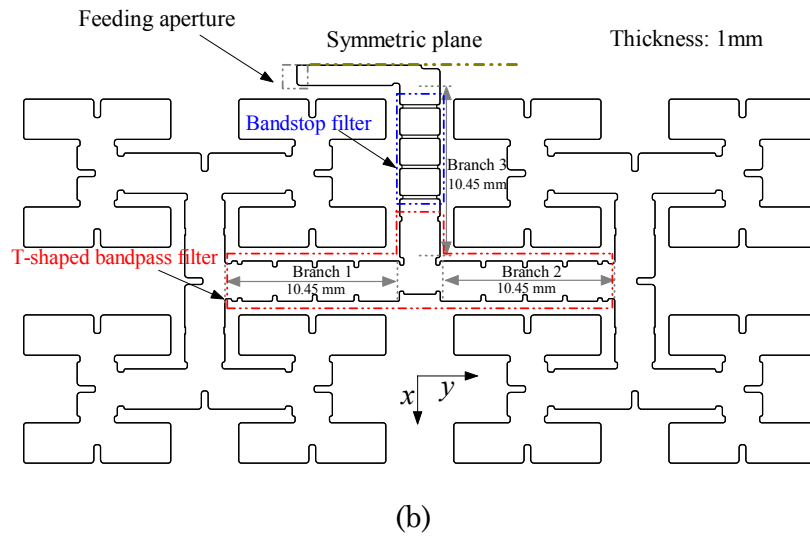 Feeding aperture
Symmetric plane
Thickness: 1mm
Bandstop filter
Branch 3
10.45 mm
T-shaped bandpass filter
Branch 1
10.45 mm
Branch 2
10.45 mm
x
y
(b)